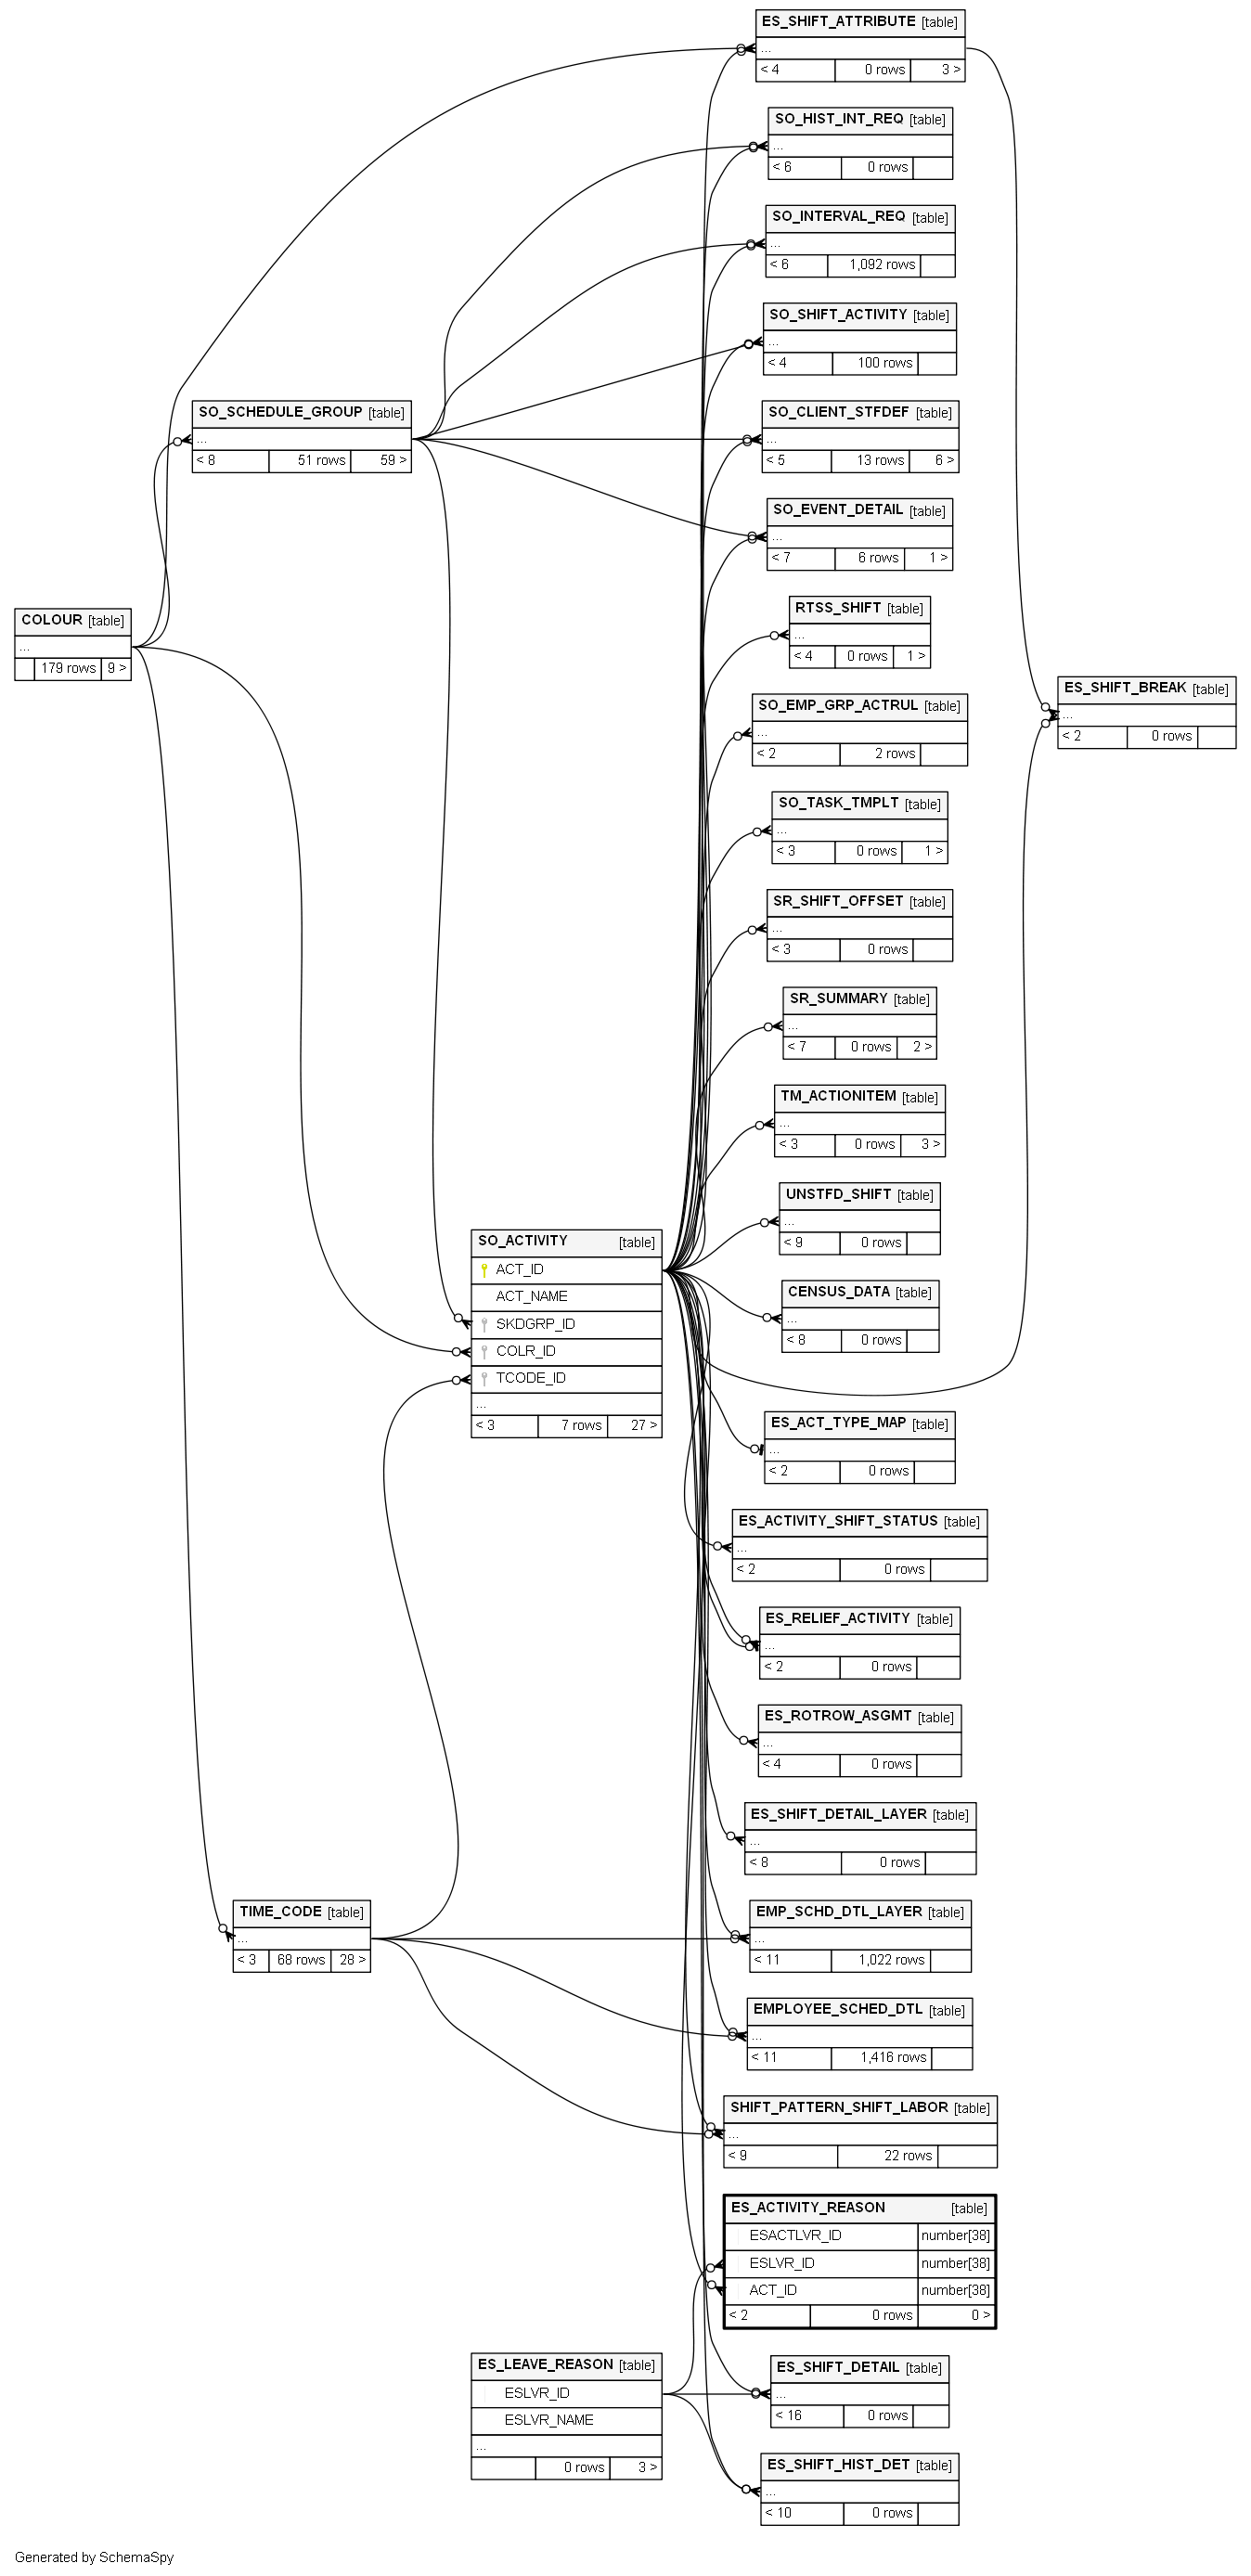 ES_SHIFT_ATTRIBUTE [table]
...
< 4 0 rows 3 >
SO_HIST_INT_REQ [table]
...
< 6 0 rows
SO_INTERVAL_REQ [table]
...
< 6 1,092 rows
SO_SHIFT_ACTIVITY [table]
...
< 4 100 rows
SO_SCHEDULE_GROUP [table]
...
< 8 51 rows 59 >
SO_CLIENT_STFDEF [table]
...
< 5 13 rows 6 >
SO_EVENT_DETAIL [table]
...
< 7 6 rows 1 >
COLOUR [table]
...
179 rows 9 >
RTSS_SHIFT [table]
...
< 4 0 rows 1 >
ES_SHIFT_BREAK [table]
...
< 2 0 rows
SO_EMP_GRP_ACTRUL [table]
...
< 2 2 rows
SO_TASK_TMPLT [table]
...
< 3 0 rows 1 >
SR_SHIFT_OFFSET [table]
...
< 3 0 rows
SR_SUMMARY [table]
...
< 7 0 rows 2 >
TM_ACTIONITEM [table]
...
< 3 0 rows 3 >
UNSTFD_SHIFT [table]
...
< 9 0 rows
SO_ACTIVITY [table]
ACT_ID
ACT_NAME
SKDGRP_ID
COLR_ID
TCODE_ID
...
< 3 7 rows 27 >
CENSUS_DATA [table]
...
< 8 0 rows
ES_ACT_TYPE_MAP [table]
...
< 2 0 rows
ES_ACTIVITY_SHIFT_STATUS [table]
...
< 2 0 rows
ES_RELIEF_ACTIVITY [table]
...
< 2 0 rows
ES_ROTROW_ASGMT [table]
...
< 4 0 rows
ES_SHIFT_DETAIL_LAYER [table]
...
< 8 0 rows
TIME_CODE [table]
...
< 3 68 rows 28 >
EMP_SCHD_DTL_LAYER [table]
...
< 11 1,022 rows
EMPLOYEE_SCHED_DTL [table]
...
< 11 1,416 rows
SHIFT_PATTERN_SHIFT_LABOR [table]
...
< 9 22 rows
ES_ACTIVITY_REASON [table]
ESACTLVR_ID number[38]
ESLVR_ID number[38]
ACT_ID number[38]
< 2 0 rows 0 >
ES_LEAVE_REASON [table]
ESLVR_ID
ESLVR_NAME
...
0 rows 3 >
ES_SHIFT_DETAIL [table]
...
< 16 0 rows
ES_SHIFT_HIST_DET [table]
...
< 10 0 rows
Generated by SchemaSpy